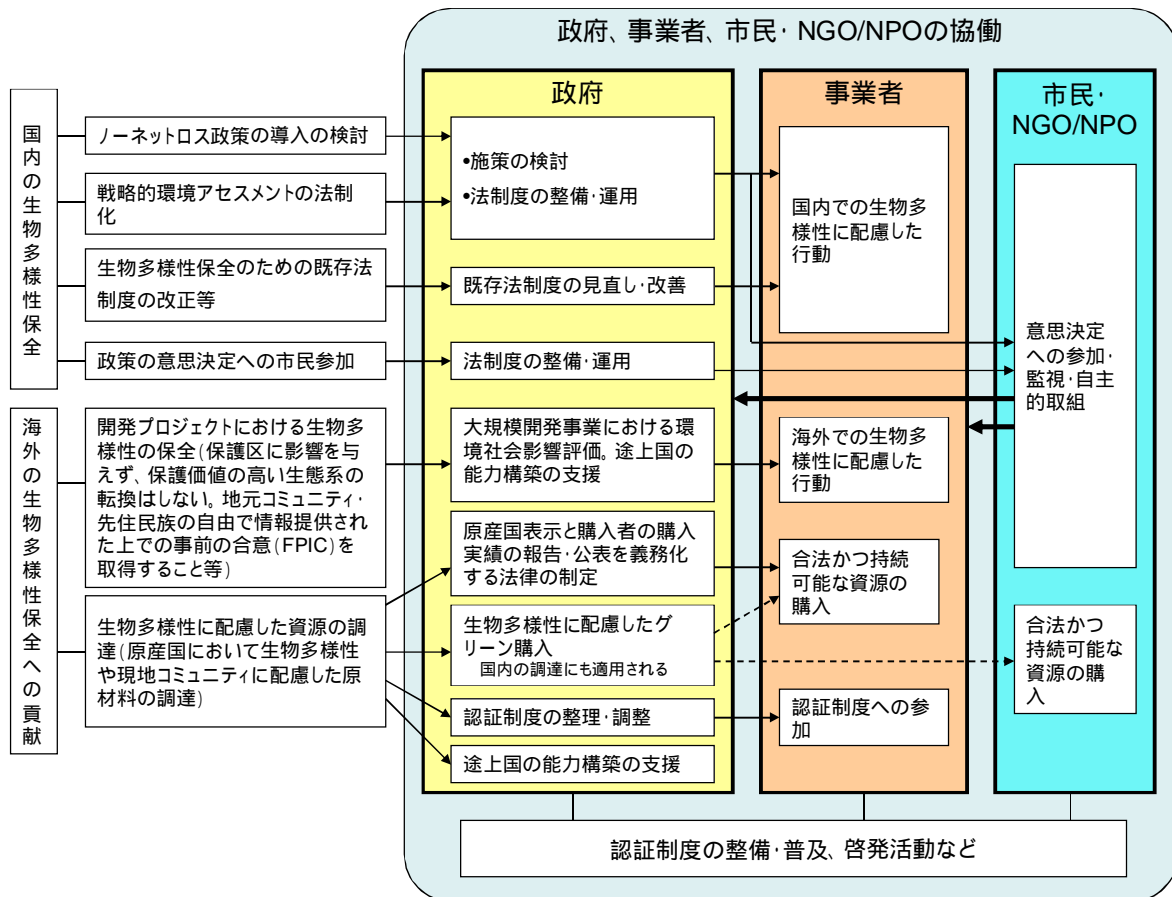 政府、事業者、市民・NGO/NPOの協働
政府
事業者
市民・
NGO/NPO
国内の生物多様性保全
ノーネットロス政策の導入の検討
戦略的環境アセスメントの法制
化
生物多様性保全のための既存法
制度の改正等
政策の意思決定への市民参加
•施策の検討
•法制度の整備・運用
既存法制度の見直し・改善
法制度の整備・運用
国内での生物多
様性に配慮した
行動
意思決定
への参加・
監視・自主
的取組
海外の生物多様性保全への貢献
開発プロジェクトにおける生物多
様性の保全(保護区に影響を与
えず、保護価値の高い生態系の
転換はしない。地元コミュニティ・
先住民族の自由で情報提供され
た上での事前の合意(FPIC)を
取得すること等)
生物多様性に配慮した資源の調
達(原産国において生物多様性
や現地コミュニティに配慮した原
材料の調達)
大規模開発事業における環
境社会影響評価。途上国の
能力構築の支援
原産国表示と購入者の購入
実績の報告・公表を義務化
する法律の制定
生物多様性に配慮したグ
リーン購入
国内の調達にも適用される
認証制度の整理・調整
途上国の能力構築の支援
海外での生物多
様性に配慮した
行動
合法かつ持続
可能な資源の
購入
認証制度への参
加
合法かつ
持続可能な
資源の購
入
認証制度の整備・普及、啓発活動など